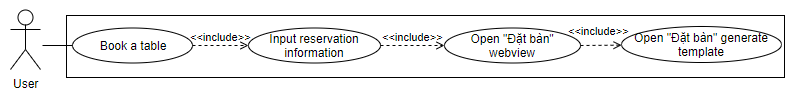 <<include>> <<include>> <<include>>
Book a table
Input reservation
information
Open "Đặt bàn"
webview
Open "Đặt bàn" generate
template
User